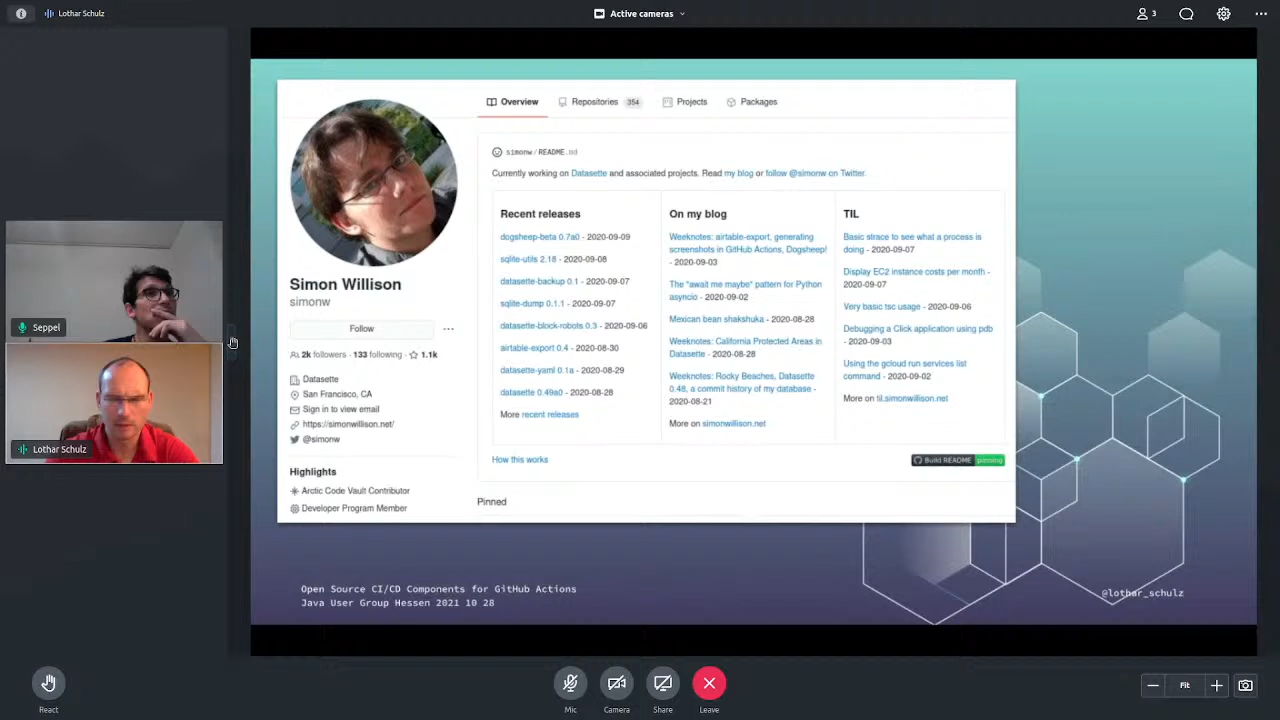 Lothar Schulz
Active cameras
3
Overview
Repositories 354
Projects
Packages
simonw/README.md
Currently working on Datasette and associated projects. Read my blog or follow @simonw on Twitter.
Recent releases
dogsheep-beta 0.7a0 - 2020-09-09
sqlite-utils 2.18 - 2020-09-08
datasette-backup 0.1 - 2020-09-07
sqlite-dump 0.1.1 - 2020-09-07
datasette-block-robots 0.3 - 2020-09-06
airtable-export 0.4 - 2020-08-30
datasette-yaml 0.1a - 2020-08-29
datasette 0.49a0 - 2020-08-28
More recent releases
On my blog
Weeknotes: airtable-export, generating
screenshots in GitHub Actions, Dogsheep!
- 2020-09-03
The "await me maybe" pattern for Python
asyncio - 2020-09-02
Mexican bean shakshuka - 2020-08-28
Weeknotes: California Protected Areas in
Datasette - 2020-08-28
Weeknotes: Rocky Beaches, Datasette
0.48, a commit history of my database -
2020-08-21
More on simonwillison.net
TIL
Basic strace to see what a process is
doing - 2020-09-07
Display EC2 instance costs per month -
2020-09-07
Very basic tsc usage - 2020-09-06
Debugging a Click application using pdb
- 2020-09-03
Using the gcloud run services list
command - 2020-09-02
More on til.simonwillison.net
How this works
Build README passing
Pinned
Simon Willison
simonw
Follow
2k followers · 133 following · 1.1k
Datasette
San Francisco, CA
Sign in to view email
https://simonwillison.net/
@simonw
Highlights
Arctic Code Vault Contributor
Developer Program Member
Seppel
Lothar Schulz
Open Source CI/CD Components for GitHub Actions
Java User Group Hessen 2021 10 28
@lothar_schulz
React
Mic
Camera
Share
Leave
Fit